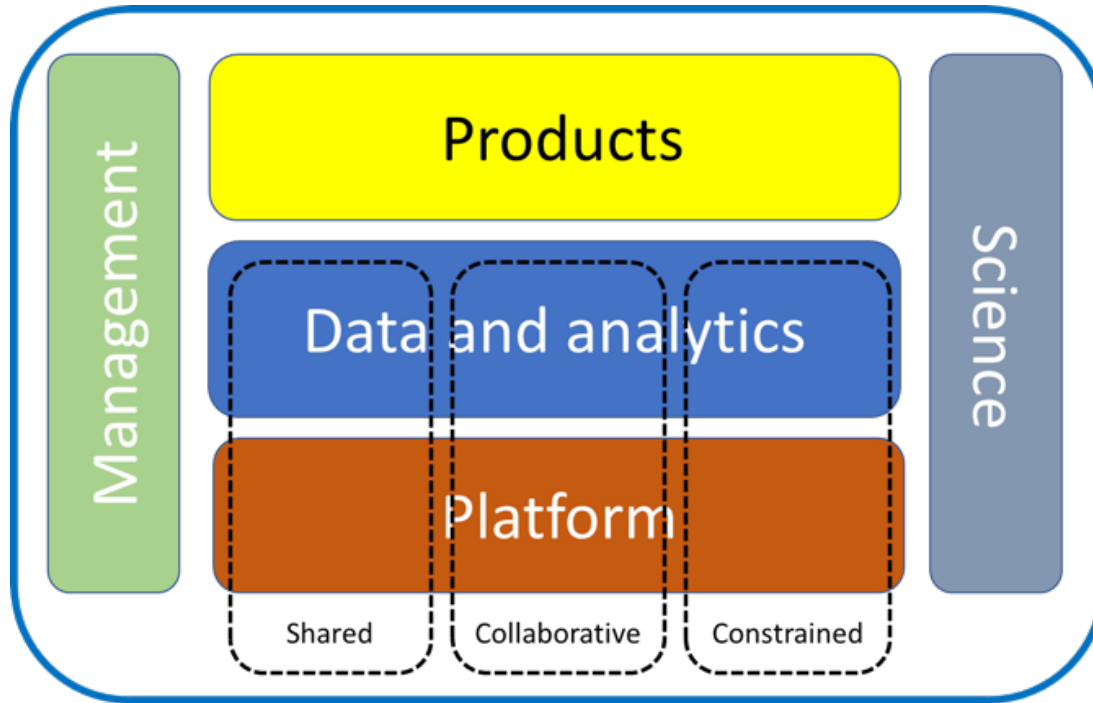 Management
Products
Data and analytics
Platform
Science
Shared
Collaborative
Constrained